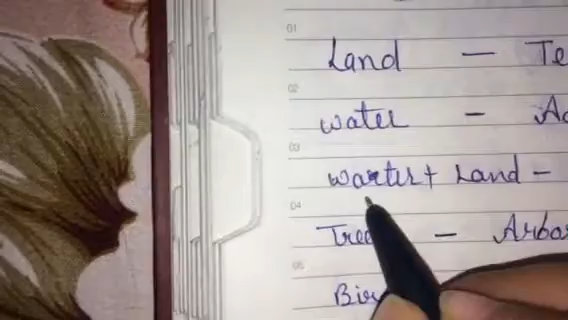 01
Land — Te
02
water - A
03
warter + Land -
04
Tree - Arbo
05
Bir